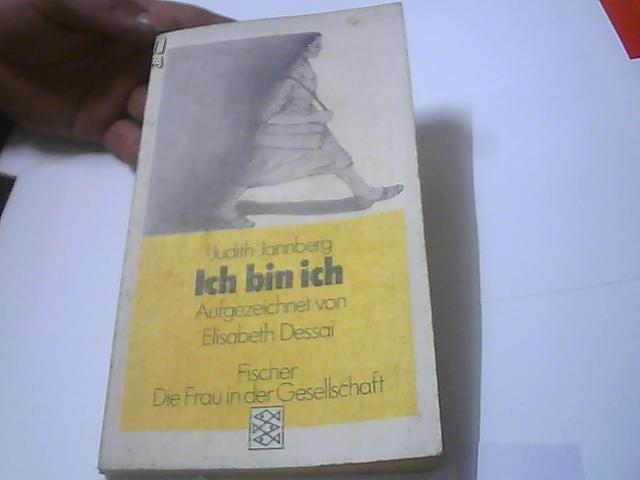 Judith Jannberg
Ich bin ich
Aufgezeichnet von
Elisabeth Dessai
Fischer
Die Frau in der Gesellschaft